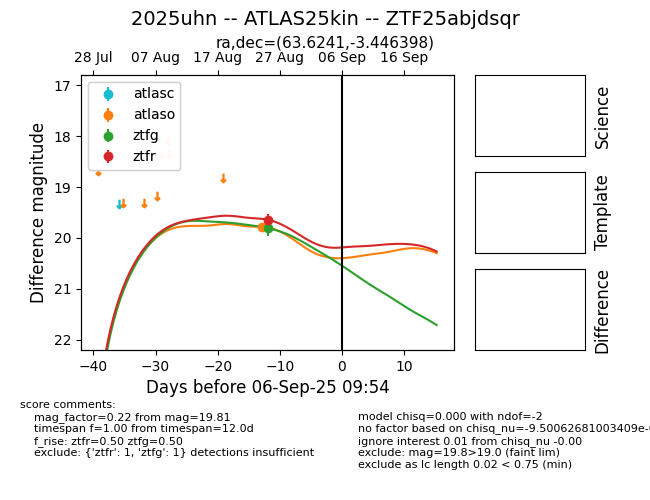 2025uhn -- ATLAS25kin -- ZTF25abjdsqr
ra,dec=(63.6241,-3.446398)
28 Jul 07 Aug 17 Aug 27 Aug 06 Sep 16 Sep
atlasc
atlaso
ztfg
ztfr
17
18
19
20
21
22
Difference magnitude
−40 −30 −20 −10 0 10
Days before 06-Sep-25 09:54
Science
Template
Difference
score comments:
mag_factor=0.22 from mag=19.81
timespan f=1.00 from timespan=12.0d
f_rise: ztfr=0.50 ztfg=0.50
exclude: {'ztfr': 1, 'ztfg': 1} detections insufficient
model chisq=0.000 with ndof=-2
no factor based on chisq_nu=-9.50062681003409e-
ignore interest 0.01 from chisq_nu -0.00
exclude: mag=19.8>19.0 (faint lim)
exclude as lc length 0.02 < 0.75 (min)